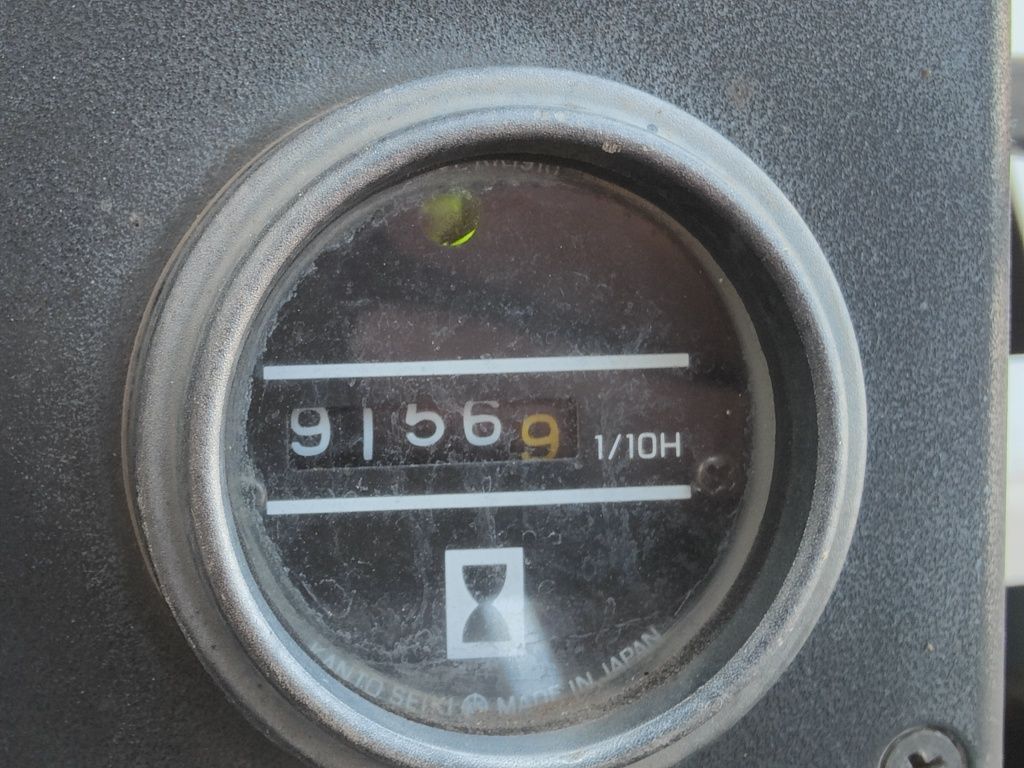 91569 1/10H
KANTO SEIKI MADE IN JAPAN